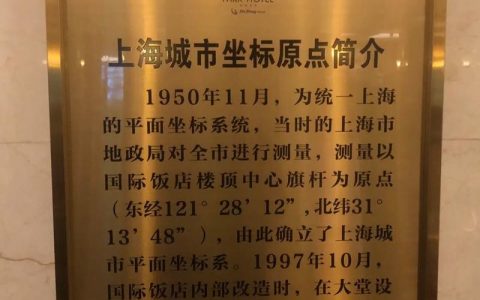 PARK HOTEL
上海城市坐标原点简介
1950年11月，为统一上海
的平面坐标系统，当时的上海市
地政局对全市进行测量，测量以
国际饭店楼顶中心旗杆为原点
（东经121°28'12”,北纬31°
13'48”），由此确立了上海城
市平面坐标系。1997年10月，
国际饭店内部改造时，在大堂设